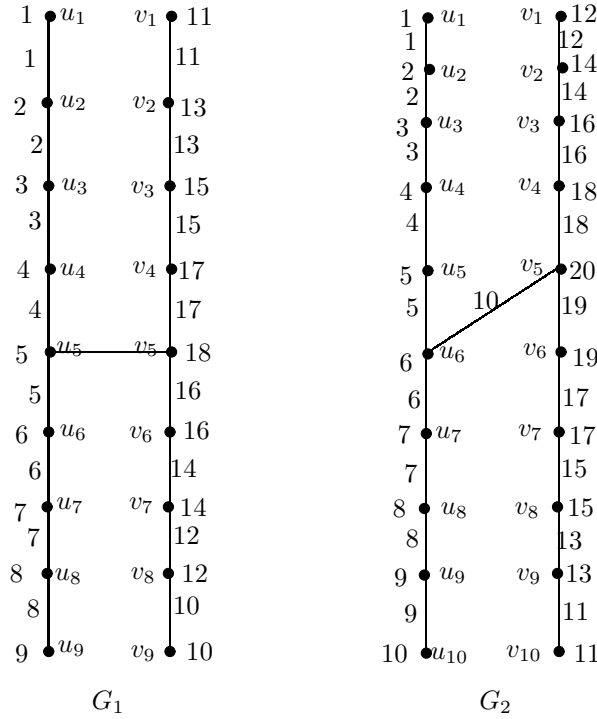 1 u₁ v₁ 11 1 u₁ v₁ 12
1 11 1 12
2 u₂ v₂ 14
2 u₂ v₂ 13 2 14
3 u₃ v₃ 16
2 13 3 16
3 u₃ v₃ 15 4 u₄ v₄ 18
3 15 4 18
4 u₄ v₄ 17 5 u₅ v₅ 20
4 17 5 10 19
5 u₅ v₅ 18 6 u₆ v₆ 19
5 16 6 17
6 u₆ v₆ 16 7 u₇ v₇ 17
6 14 7 15
7 u₇ v₇ 14 8 u₈ v₈ 15
7 12 8 13
8 u₈ v₈ 12 9 u₉ v₉ 13
8 10 9 11
9 u₉ v₉ 10 10 u₁₀ v₁₀ 11
G₁ G₂